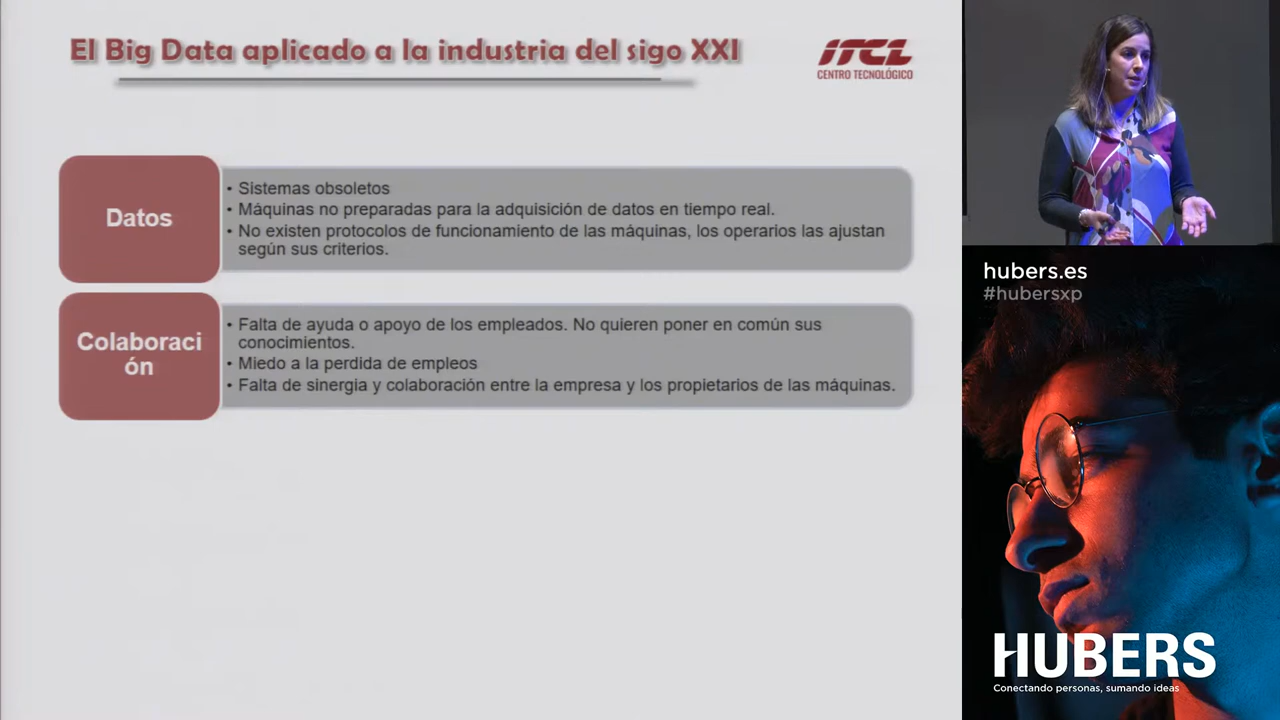 El Big Data aplicado a la industria del sigo XXI
ITCL
CENTRO TECNOLÓGICO
Datos
• Sistemas obsoletos
• Máquinas no preparadas para la adquisición de datos en tiempo real.
• No existen protocolos de funcionamiento de las máquinas, los operarios las ajustan
según sus criterios.
Colaboraci
ón
• Falta de ayuda o apoyo de los empleados. No quieren poner en común sus
conocimientos.
• Miedo a la perdida de empleos
• Falta de sinergia y colaboración entre la empresa y los propietarios de las máquinas.
hubers.es
#hubersxp
HUBERS
Conectando personas, sumando ideas